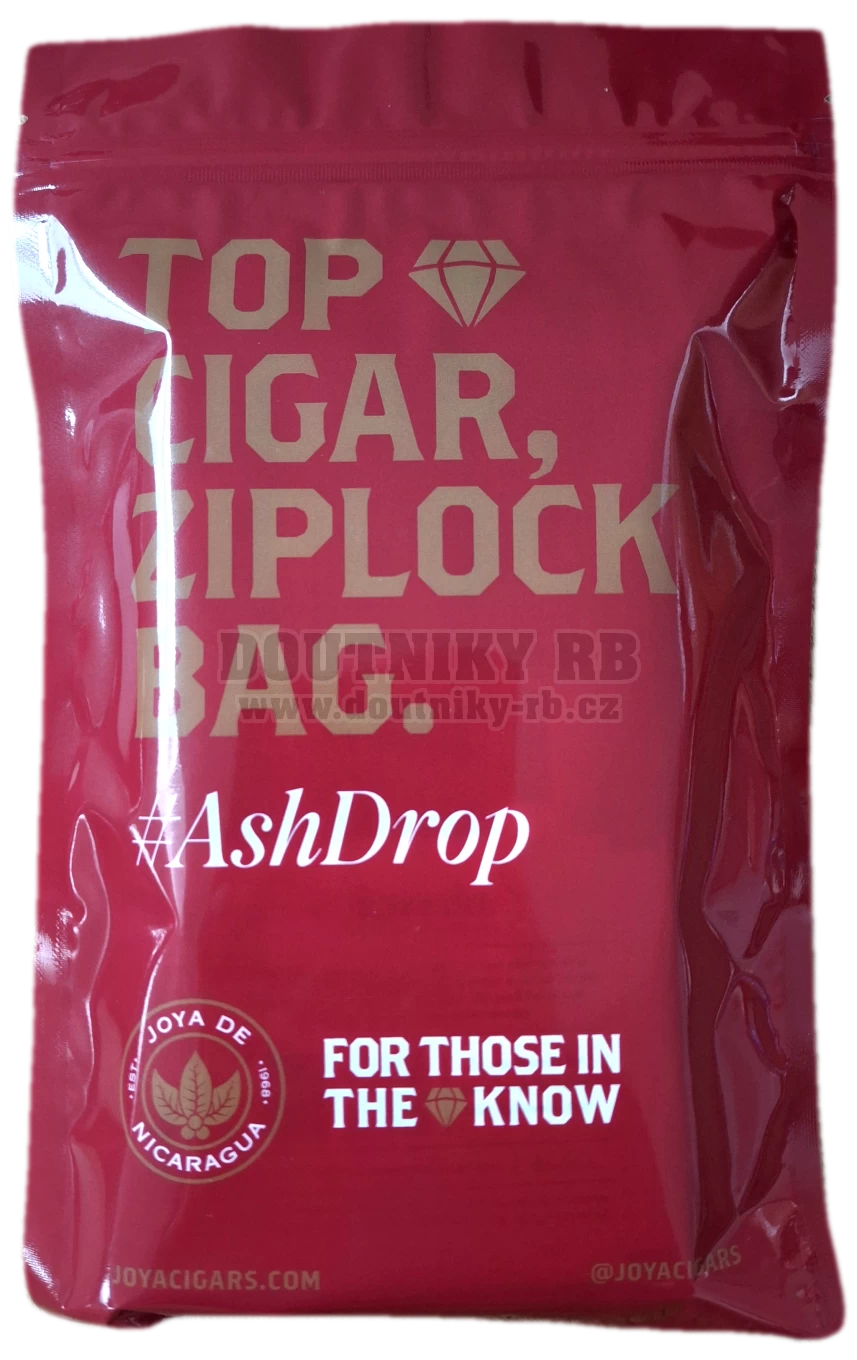 TOP
CIGAR,
ZIPLOCK
BAG.
DOUTNIKY RB
www.doutniky-rb.cz
#AshDrop
JOYA DE
EST. 1968
NICARAGUA
FOR THOSE IN
THE KNOW
JOYACIGARS.COM
@JOYACIGARS